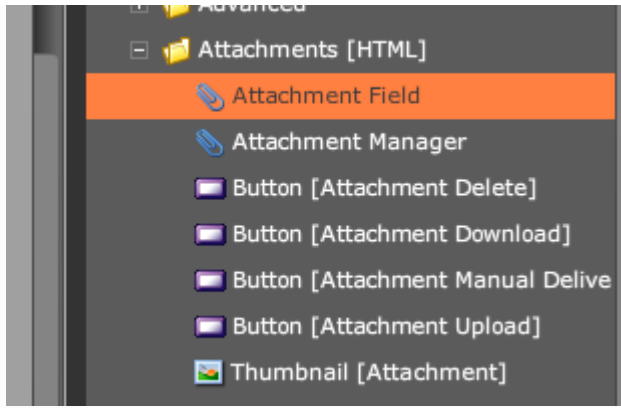 Advanced
Attachments [HTML]
Attachment Field
Attachment Manager
Button [Attachment Delete]
Button [Attachment Download]
Button [Attachment Manual Delive
Button [Attachment Upload]
Thumbnail [Attachment]